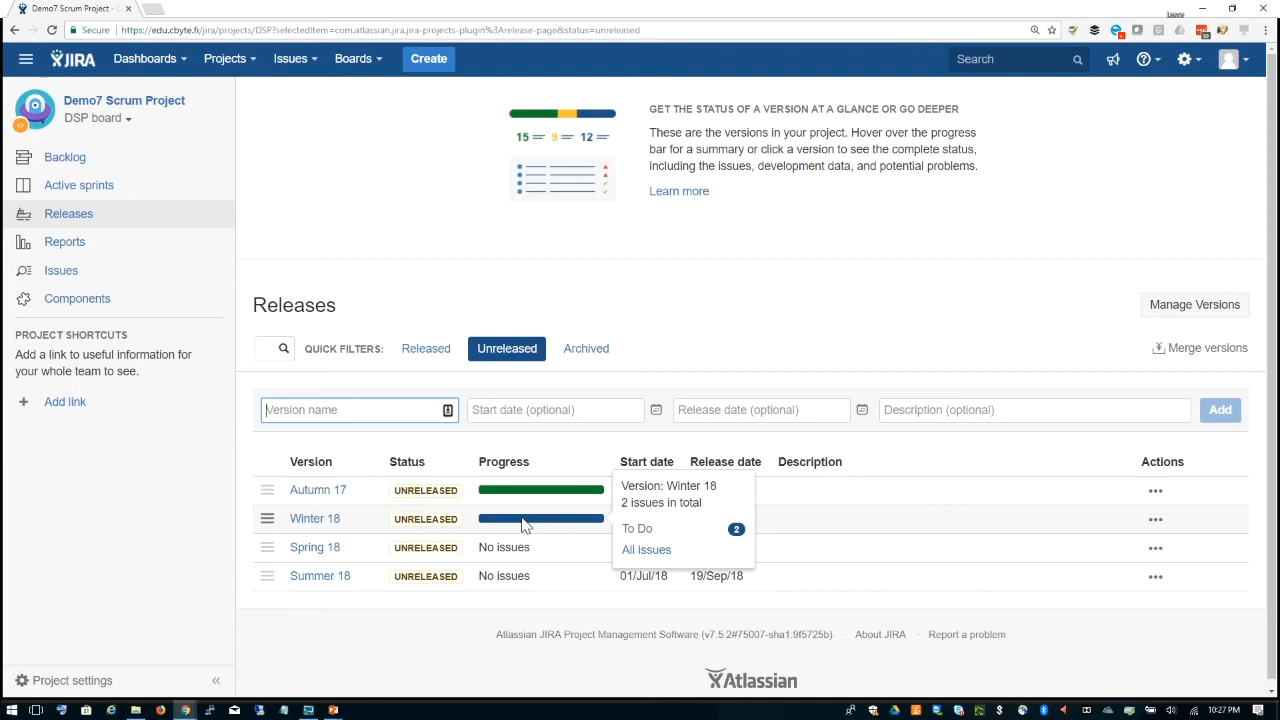 Demo7 Scrum Project - C
Lessons
Secure
https://edu.cbyte.fi/jira/projects/DSP?selectedItem=com.atlassian.jira.jira-projects-plugin%3Arelease-page&status=unreleased
JIRA
Dashboards
Projects
Issues
Boards
Create
Search
Demo7 Scrum Project
DSP board
Backlog
Active sprints
Releases
Reports
Issues
Components
PROJECT SHORTCUTS
Add a link to useful information for
your whole team to see.
+ Add link
Project settings
15 9 12
GET THE STATUS OF A VERSION AT A GLANCE OR GO DEEPER
These are the versions in your project. Hover over the progress
bar for a summary or click a version to see the complete status,
including the issues, development data, and potential problems.
Learn more
Releases
Manage Versions
QUICK FILTERS: Released Unreleased Archived
Merge versions
Version name
Start date (optional)
Release date (optional)
Description (optional)
Add
Version Status Progress Start date Release date Description Actions
Autumn 17 UNRELEASED
Winter 18 UNRELEASED
Spring 18 UNRELEASED No issues
Summer 18 UNRELEASED No issues 01/Jul/18 19/Sep/18
Version: Winter 18
2 issues in total
To Do 2
All issues
Atlassian JIRA Project Management Software (v7.5.2#75007-sha1:9f5725b) · About JIRA · Report a problem
Atlassian
10:27 PM